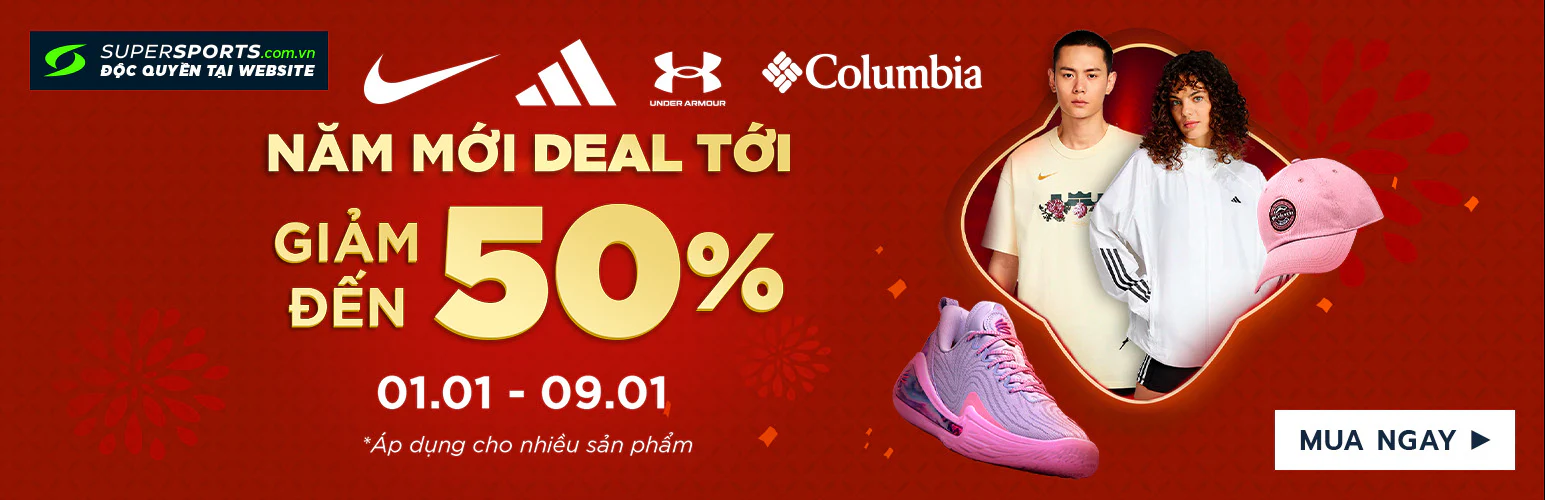 SUPERSPORTS.com.vn
ĐỘC QUYỀN TẠI WEBSITE
UNDER ARMOUR
Columbia
NĂM MỚI DEAL TỚI
GIẢM
ĐẾN
50%
01.01 - 09.01
*Áp dụng cho nhiều sản phẩm
MUA NGAY